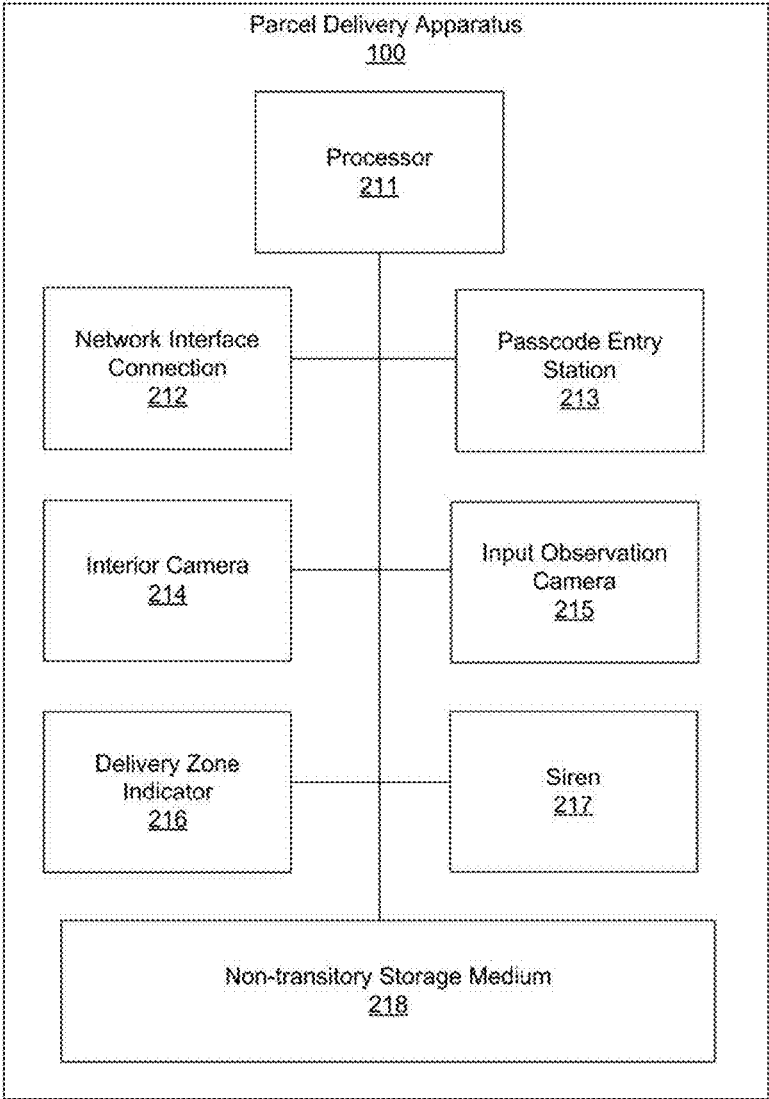 Parcel Delivery Apparatus
100
Processor
211
Network Interface
Connection
212
Passcode Entry
Station
213
Interior Camera
214
Input Observation
Camera
215
Delivery Zone
Indicator
216
Siren
217
Non-transitory Storage Medium
218